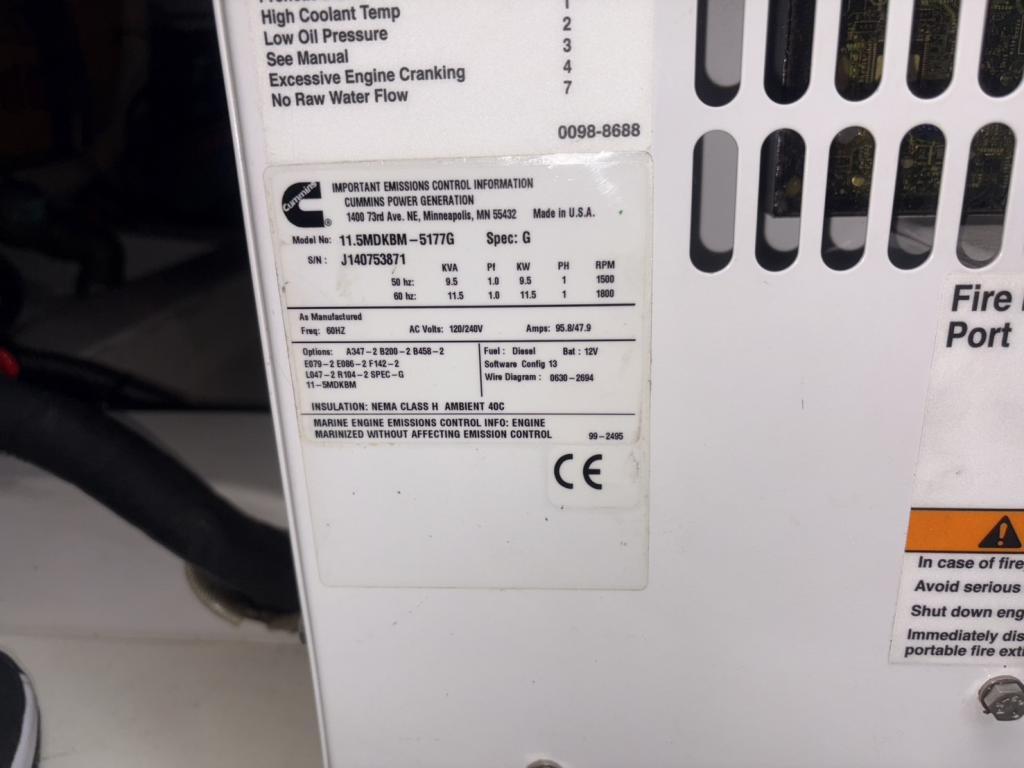 High Coolant Temp 1
Low Oil Pressure 2
See Manual 3
Excessive Engine Cranking 4
No Raw Water Flow 7
0098-8688
Cummins
IMPORTANT EMISSIONS CONTROL INFORMATION
CUMMINS POWER GENERATION
1400 73rd Ave. NE, Minneapolis, MN 55432 Made in U.S.A.
Model No: 11.5MDKBM-5177G Spec: G
S/N: J140753871
KVA Pf KW PH RPM
50 hz: 9.5 1.0 9.5 1 1500
60 hz: 11.5 1.0 11.5 1 1800
As Manufactured
Freq: 60HZ AC Volts: 120/240V Amps: 95.8/47.9
Options: A347-2 B200-2 B458-2
E079-2 E086-2 F142-2
L047-2 R104-2 SPEC-G
11-5MDKBM
Fuel: Diesel Bat: 12V
Software Config 13
Wire Diagram: 0630-2694
INSULATION: NEMA CLASS H AMBIENT 40C
MARINE ENGINE EMISSIONS CONTROL INFO: ENGINE
MARINIZED WITHOUT AFFECTING EMISSION CONTROL 99-2495
CE
Fire
Port
In case of fire
Avoid serious
Shut down eng
Immediately dis
portable fire exti